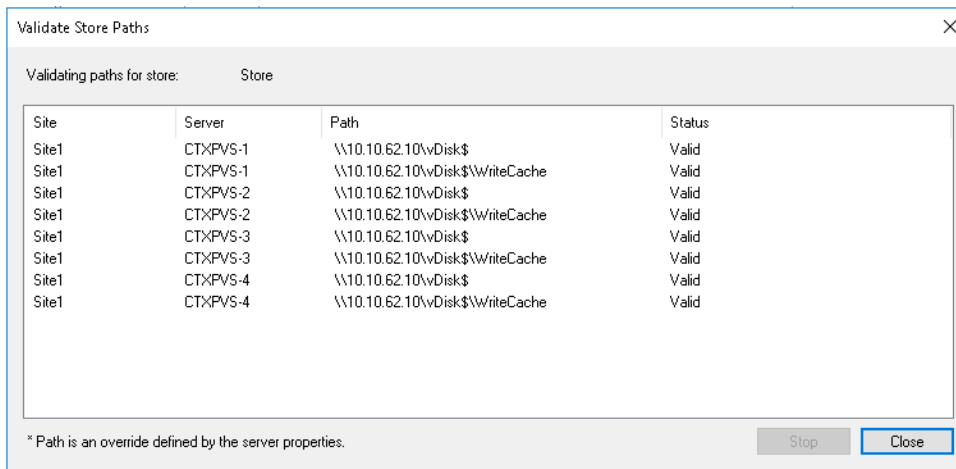 Validate Store Paths
Validating paths for store: Store
Site Server Path Status
Site1 CTXPVS-1 \\10.10.62.10\vDisk$ Valid
Site1 CTXPVS-1 \\10.10.62.10\vDisk$\WriteCache Valid
Site1 CTXPVS-2 \\10.10.62.10\vDisk$ Valid
Site1 CTXPVS-2 \\10.10.62.10\vDisk$\WriteCache Valid
Site1 CTXPVS-3 \\10.10.62.10\vDisk$ Valid
Site1 CTXPVS-3 \\10.10.62.10\vDisk$\WriteCache Valid
Site1 CTXPVS-4 \\10.10.62.10\vDisk$ Valid
Site1 CTXPVS-4 \\10.10.62.10\vDisk$\WriteCache Valid
* Path is an override defined by the server properties. Stop Close